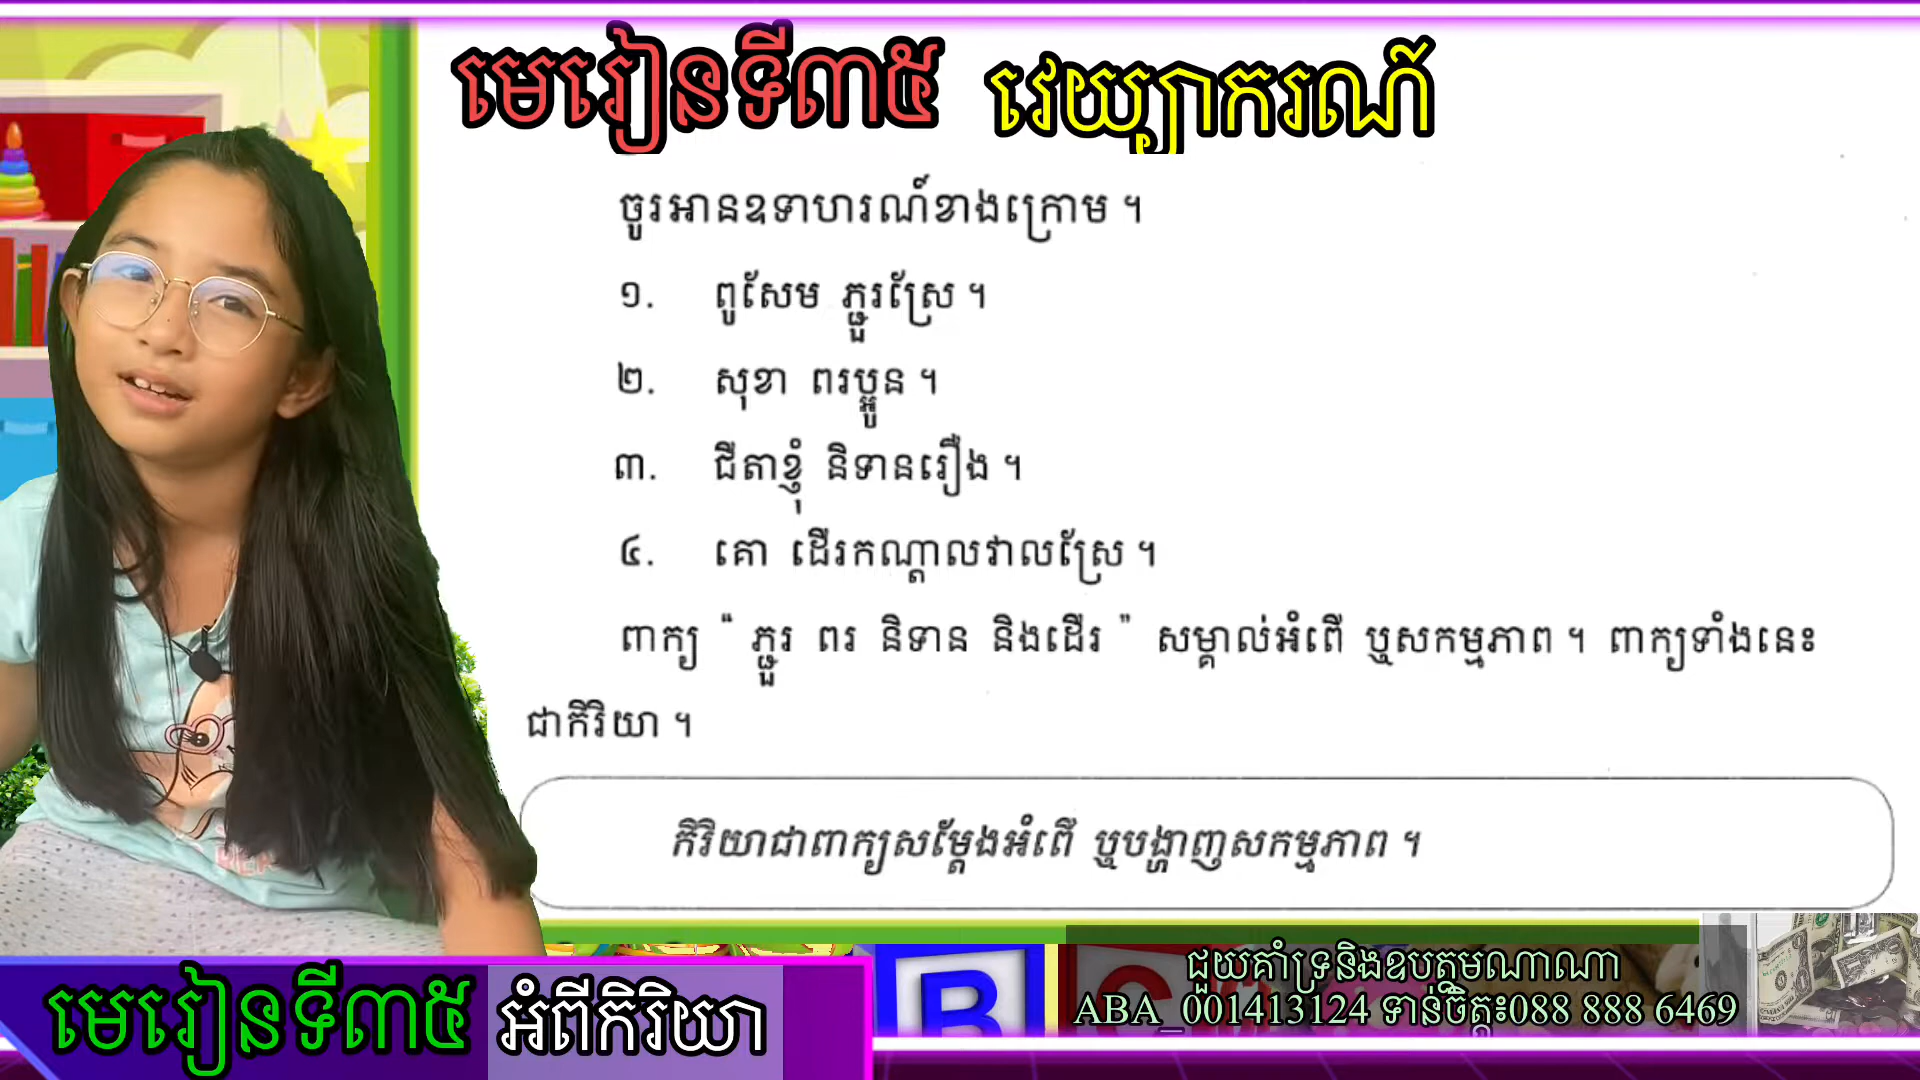 មេរៀនទី៣៥ វេយ្យាករណ៍
ចូរអានឧទាហរណ៍ខាងក្រោម ។
១. ពូសែម ភ្ជួរស្រែ ។
២. សុខា ពរប្អូន ។
៣. ជីតាខ្ញុំ និទានរឿង ។
៤. គោ ដើរកណ្ដាលវាលស្រែ ។
ពាក្យ " ភ្ជួរ ពរ និទាន និងដើរ " សម្គាល់អំពើ ឬសកម្មភាព ។ ពាក្យទាំងនេះ
ជាកិរិយា ។
កិរិយាជាពាក្យសម្ដែងអំពើ ឬបង្ហាញសកម្មភាព ។
ជួយគាំទ្រនិងឧបត្ថមណាណា
ABA_001413124 ទាន់ចិត្ត៖088 888 6469
មេរៀនទី៣៥ អំពីកិរិយា
B